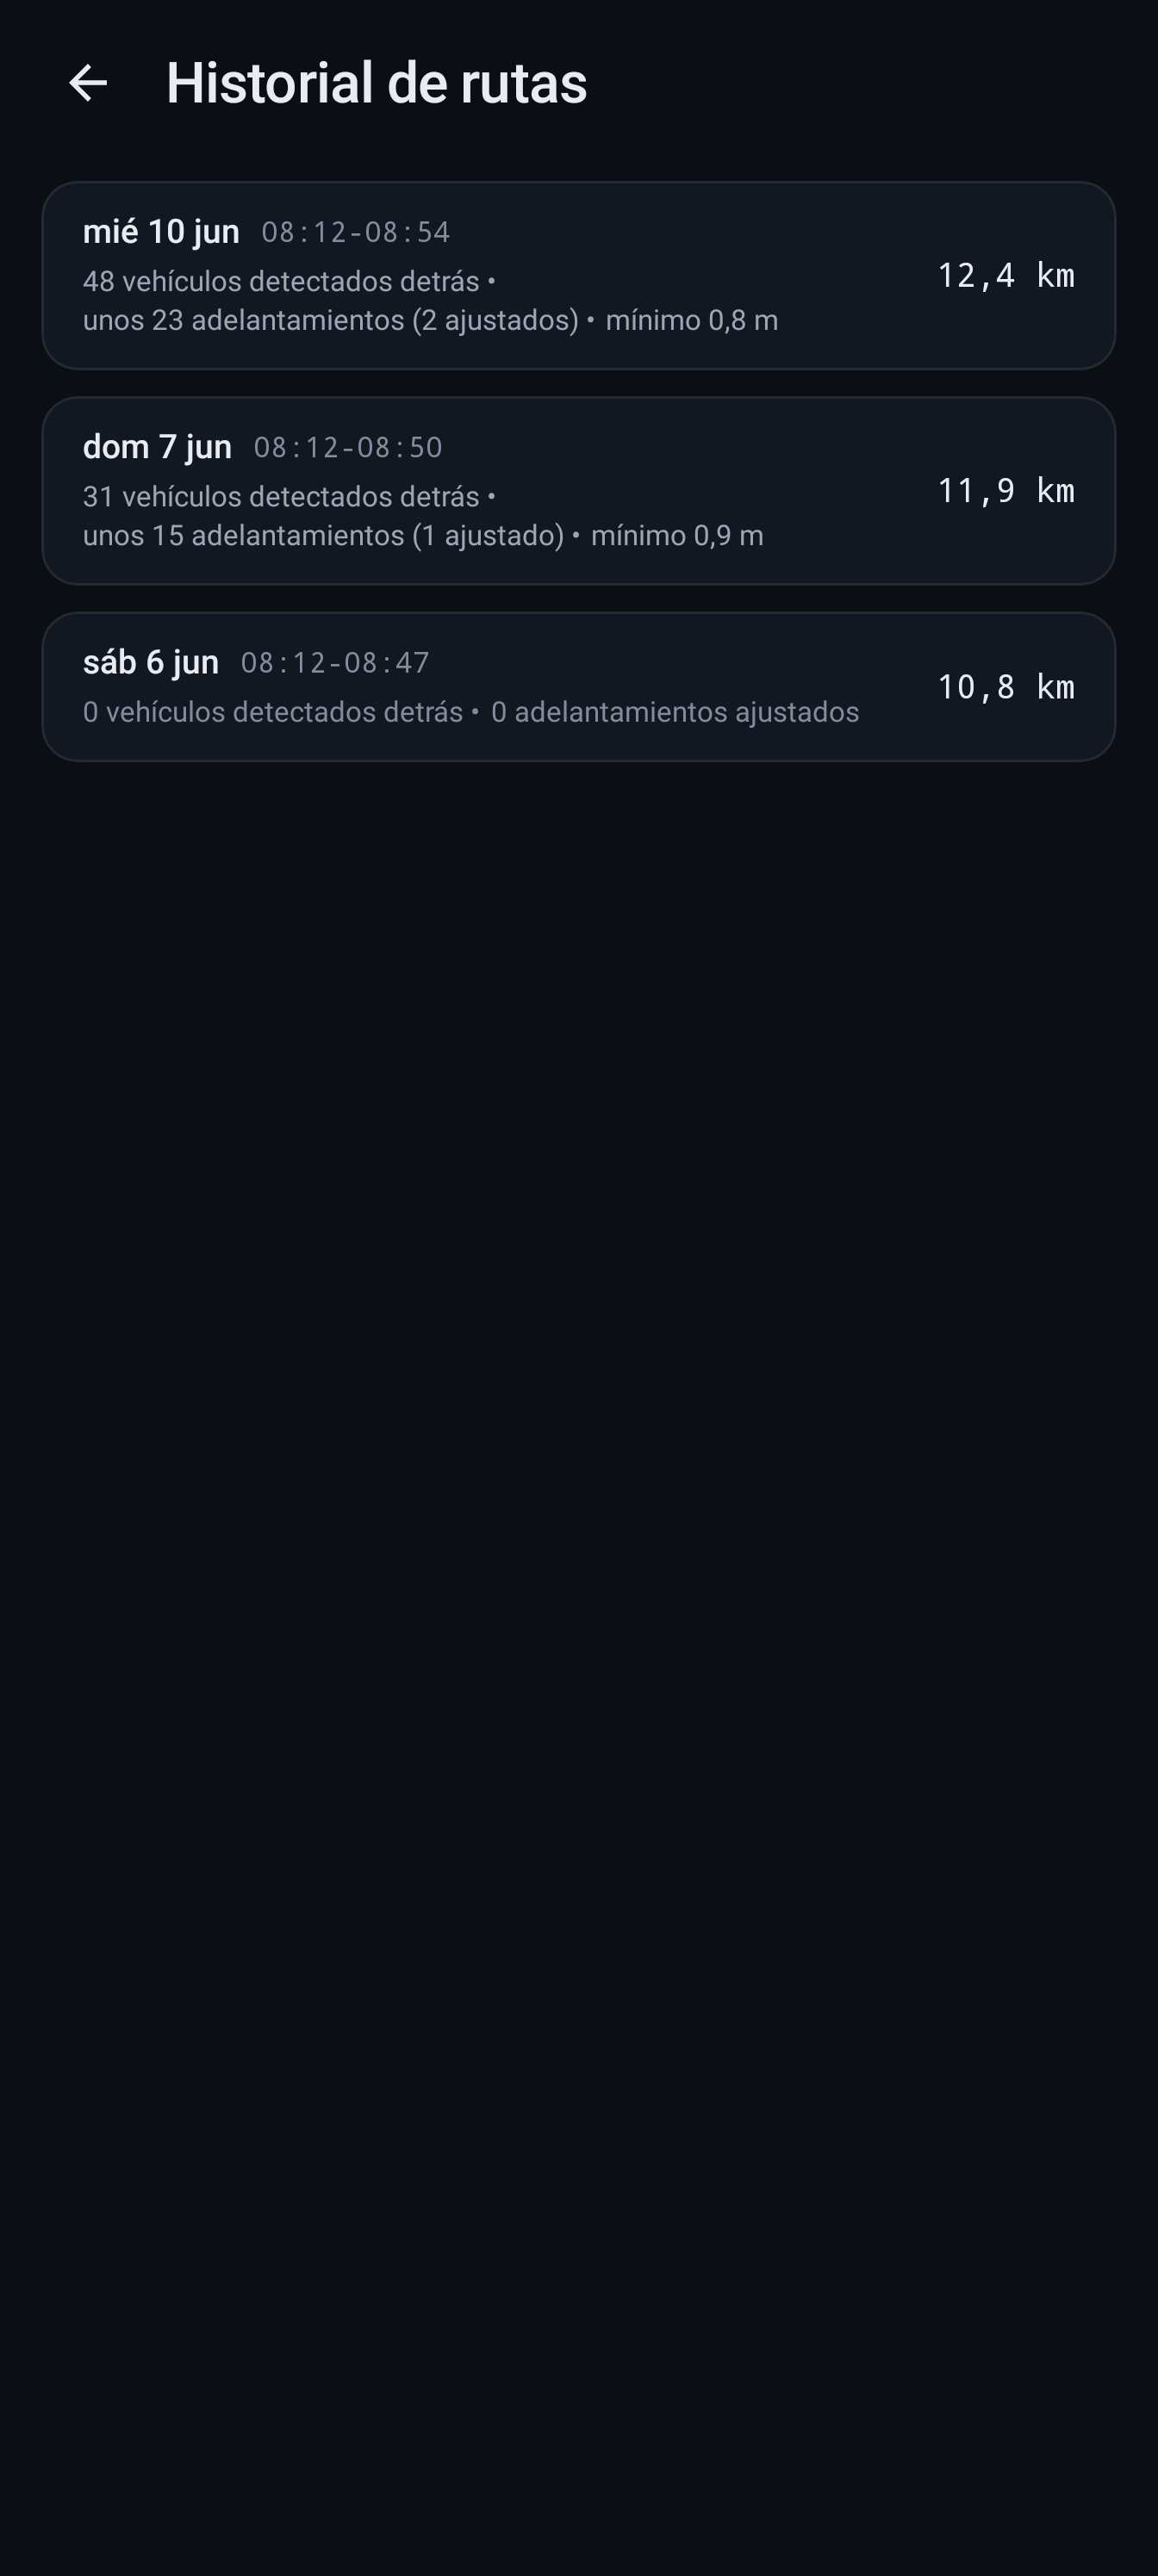 Historial de rutas
mié 10 jun 08:12-08:54
48 vehículos detectados detrás •
unos 23 adelantamientos (2 ajustados) • mínimo 0,8 m
12,4 km
dom 7 jun 08:12-08:50
31 vehículos detectados detrás •
unos 15 adelantamientos (1 ajustado) • mínimo 0,9 m
11,9 km
sáb 6 jun 08:12-08:47
0 vehículos detectados detrás • 0 adelantamientos ajustados
10,8 km